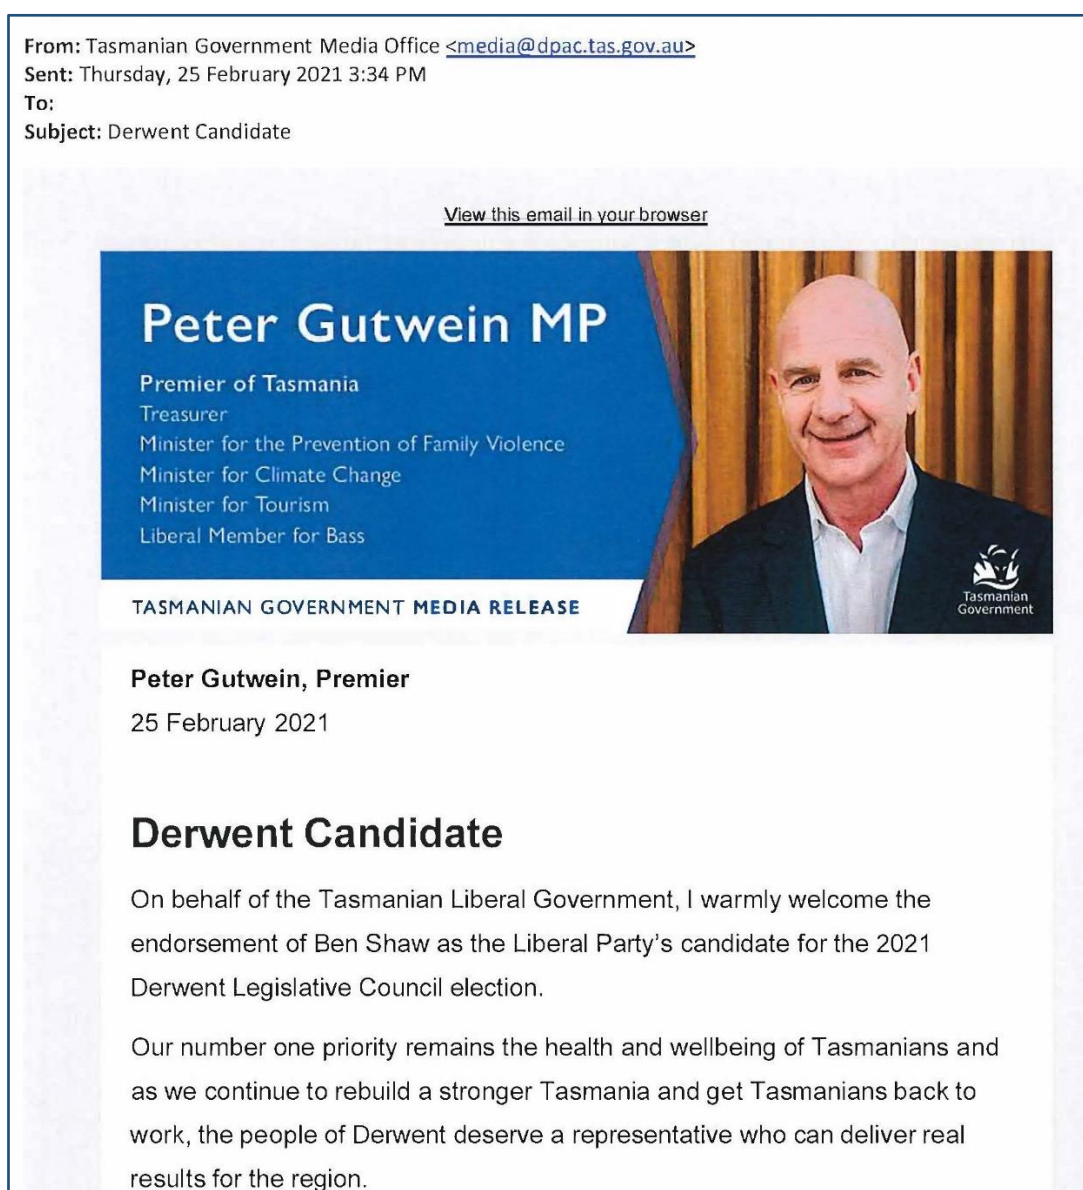 From: Tasmanian Government Media Office <media@dpac.tas.gov.au>
Sent: Thursday, 25 February 2021 3:34 PM
To:
Subject: Derwent Candidate
View this email in your browser
Peter Gutwein MP
Premier of Tasmania
Treasurer
Minister for the Prevention of Family Violence
Minister for Climate Change
Minister for Tourism
Liberal Member for Bass
Tasmanian
Government
TASMANIAN GOVERNMENT MEDIA RELEASE
Peter Gutwein, Premier
25 February 2021
Derwent Candidate
On behalf of the Tasmanian Liberal Government, I warmly welcome the
endorsement of Ben Shaw as the Liberal Party’s candidate for the 2021
Derwent Legislative Council election.
Our number one priority remains the health and wellbeing of Tasmanians and
as we continue to rebuild a stronger Tasmania and get Tasmanians back to
work, the people of Derwent deserve a representative who can deliver real
results for the region.